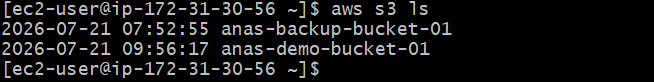 [ec2-user@ip-172-31-30-56 ~]$ aws s3 ls
2026-07-21 07:52:55 anas-backup-bucket-01
2026-07-21 09:56:17 anas-demo-bucket-01
[ec2-user@ip-172-31-30-56 ~]$